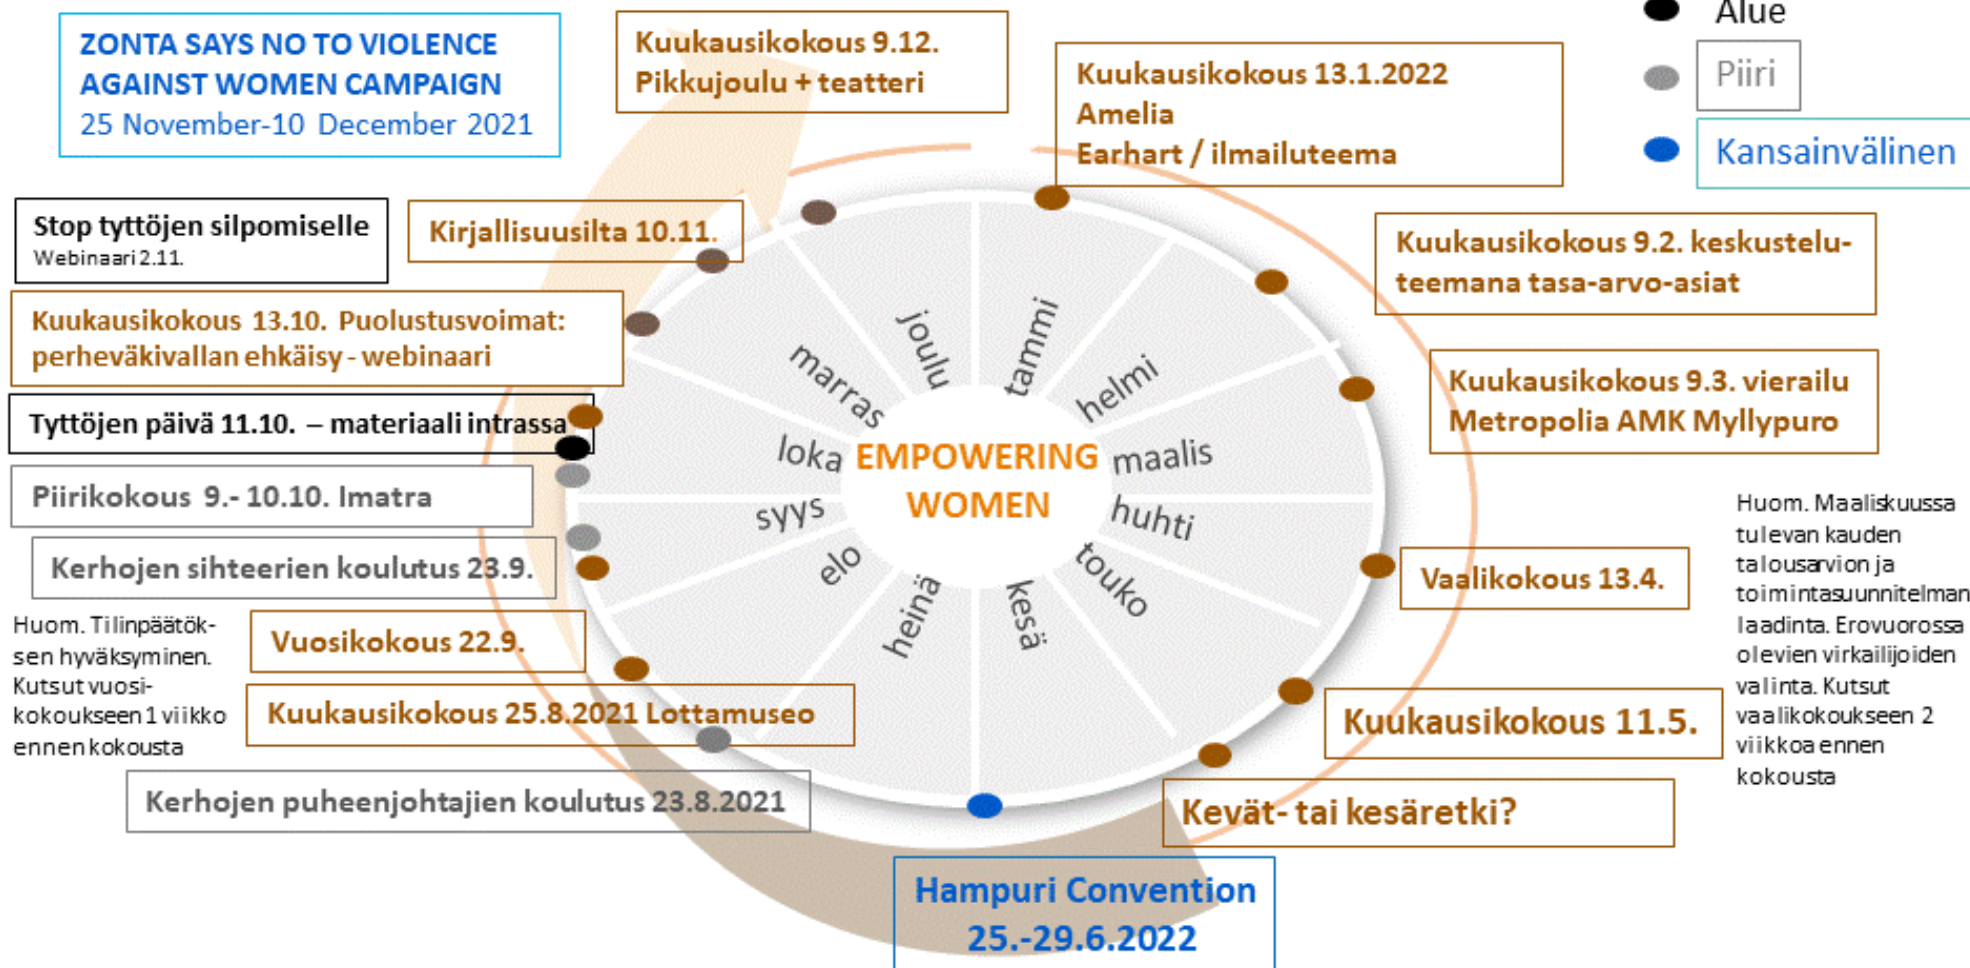 ZONTA SAYS NO TO VIOLENCE
AGAINST WOMEN CAMPAIGN
25 November-10 December 2021
Kuukausikokous 9.12.
Pikkujoulu + teatteri
Kuukausikokous 13.1.2022
Amelia
Earhart / ilmailuteema
Alue
Piiri
Kansainvälinen
Stop tyttöjen silpomiselle
Webinaari 2.11.
Kirjallisuusilta 10.11.
Kuukausikokous 9.2. keskustelu-
teemana tasa-arvo-asiat
Kuukausikokous 13.10. Puolustusvoimat:
perheväkivallan ehkäisy - webinaari
Kuukausikokous 9.3. vierailu
Metropolia AMK Myllypuro
Tyttöjen päivä 11.10. – materiaali intrassa
Piirikokous 9.- 10.10. Imatra
Kerhojen sihteerien koulutus 23.9.
Vaalikokous 13.4.
Huom. Maaliskuussa
tulevan kauden
talousarvion ja
toimintasuunnitelman
laadinta. Erovuorossa
olevien virkailijoiden
valinta. Kutsut
vaalikokoukseen 2
viikkoa ennen
kokousta
Huom. Tilinpäätök-
sen hyväksyminen.
Kutsut vuosi-
kokoukseen 1 viikko
ennen kokousta
Vuosikokous 22.9.
Kuukausikokous 25.8.2021 Lottamuseo
Kuukausikokous 11.5.
Kerhojen puheenjohtajien koulutus 23.8.2021
Kevät- tai kesäretki?
Hampuri Convention
25.-29.6.2022
EMPOWERING
WOMEN
tammi
helmi
maalis
huhti
touko
kesä
heinä
elo
syys
loka
marras
joulu